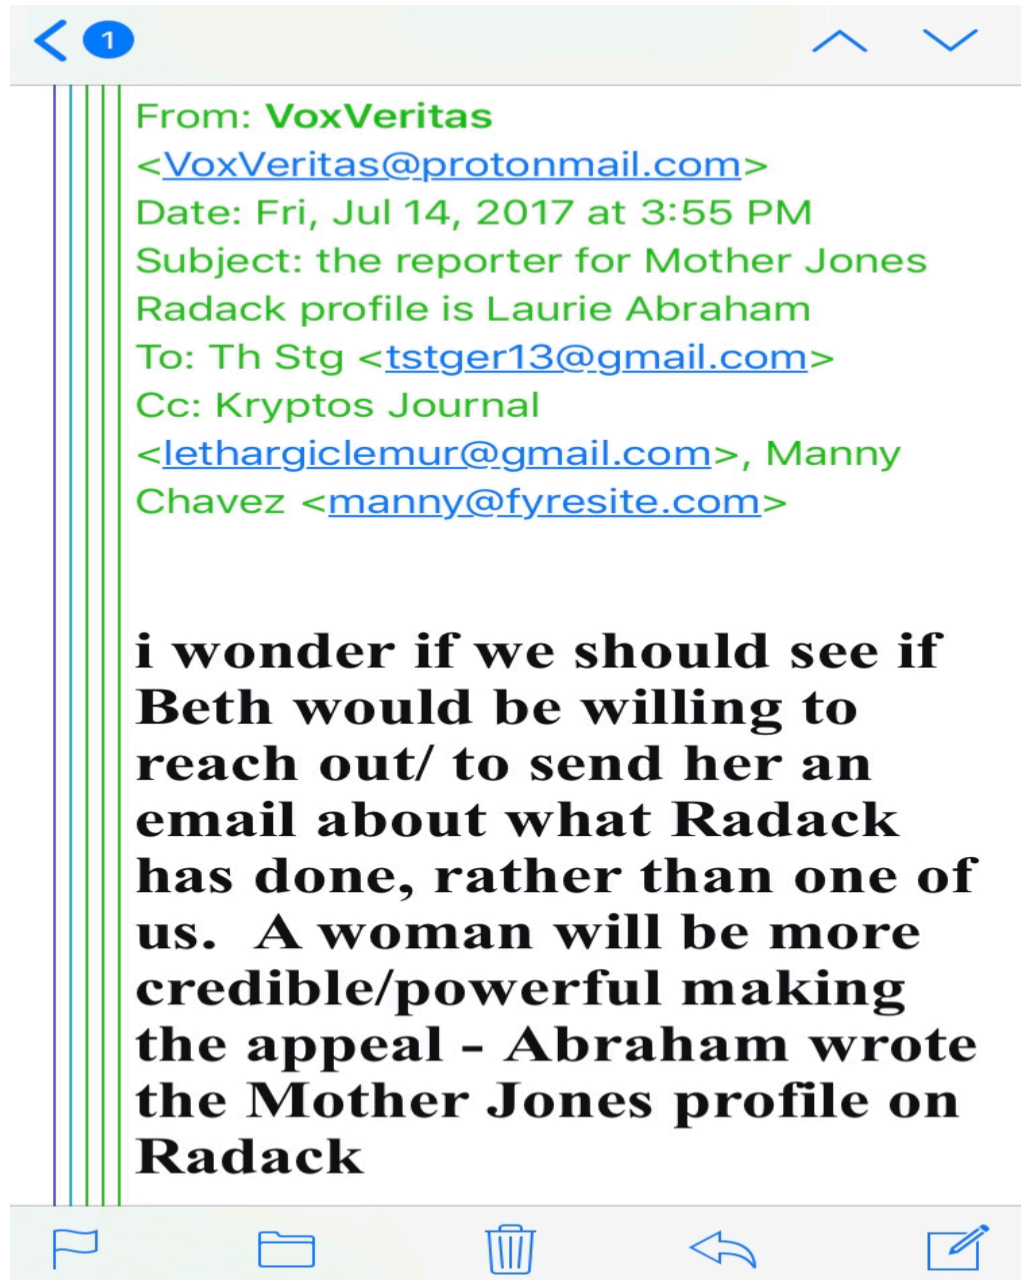 1
From: VoxVeritas
<VoxVeritas@protonmail.com>
Date: Fri, Jul 14, 2017 at 3:55 PM
Subject: the reporter for Mother Jones
Radack profile is Laurie Abraham
To: Th Stg <tstger13@gmail.com>
Cc: Kryptos Journal
<lethargiclemur@gmail.com>, Manny
Chavez <manny@fyresite.com>
i wonder if we should see if
Beth would be willing to
reach out/ to send her an
email about what Radack
has done, rather than one of
us.  A woman will be more
credible/powerful making
the appeal - Abraham wrote
the Mother Jones profile on
Radack